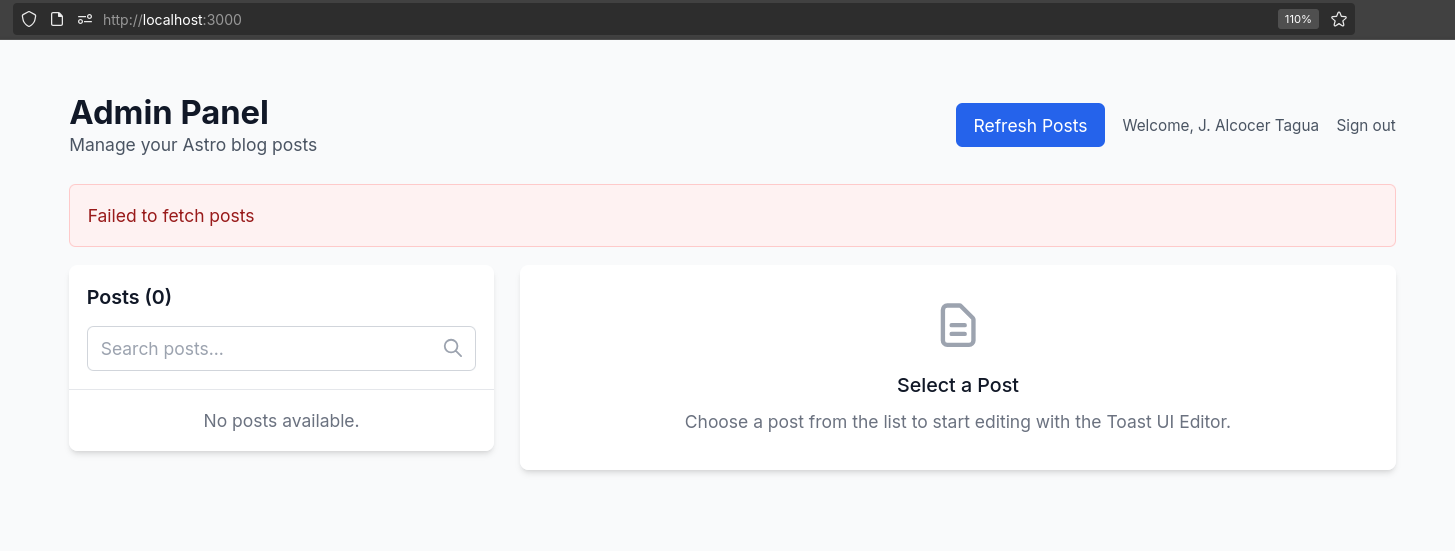 http://localhost:3000
110%
Admin Panel
Manage your Astro blog posts
Refresh Posts
Welcome, J. Alcocer Tagua
Sign out
Failed to fetch posts
Posts (0)
Search posts...
No posts available.
Select a Post
Choose a post from the list to start editing with the Toast UI Editor.